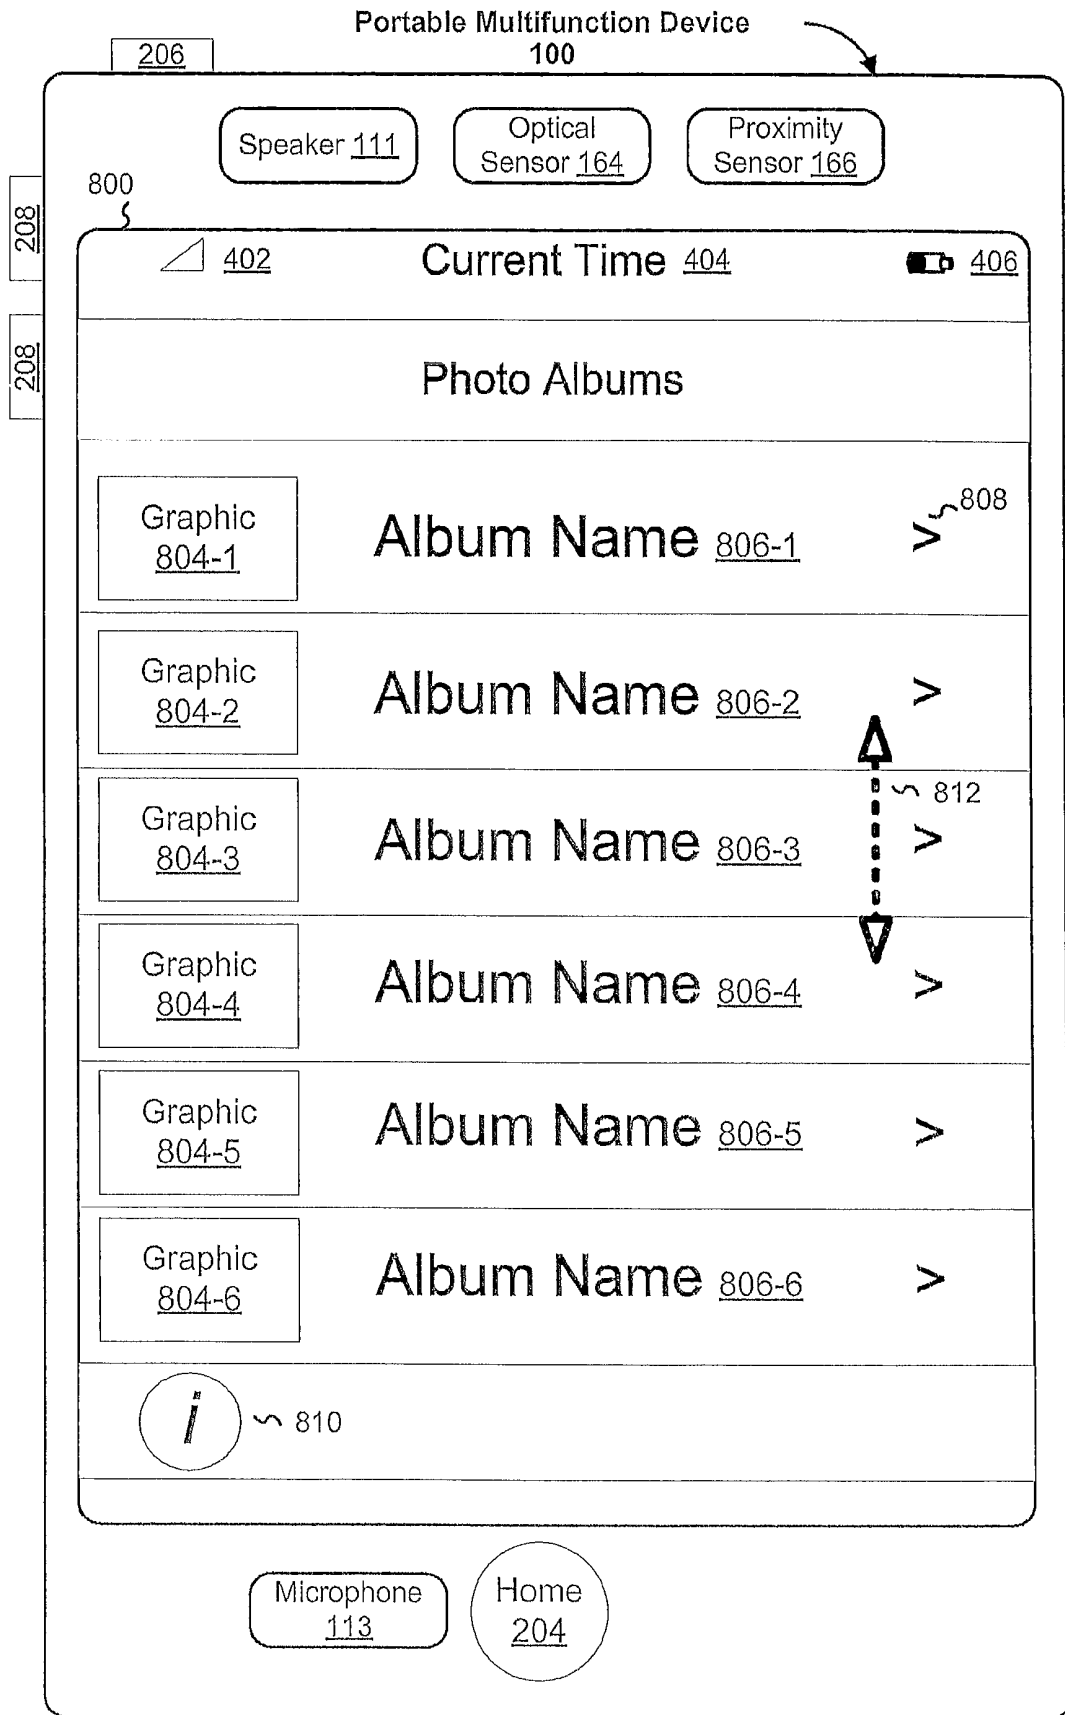 Portable Multifunction Device
100
206
Speaker 111
Optical
Sensor 164
Proximity
Sensor 166
800
208
208
402
Current Time 404
406
Photo Albums
Graphic
804-1
Album Name 806-1
>
808
Graphic
804-2
Album Name 806-2
>
812
Graphic
804-3
Album Name 806-3
>
Graphic
804-4
Album Name 806-4
>
Graphic
804-5
Album Name 806-5
>
Graphic
804-6
Album Name 806-6
>
i
810
Microphone
113
Home
204